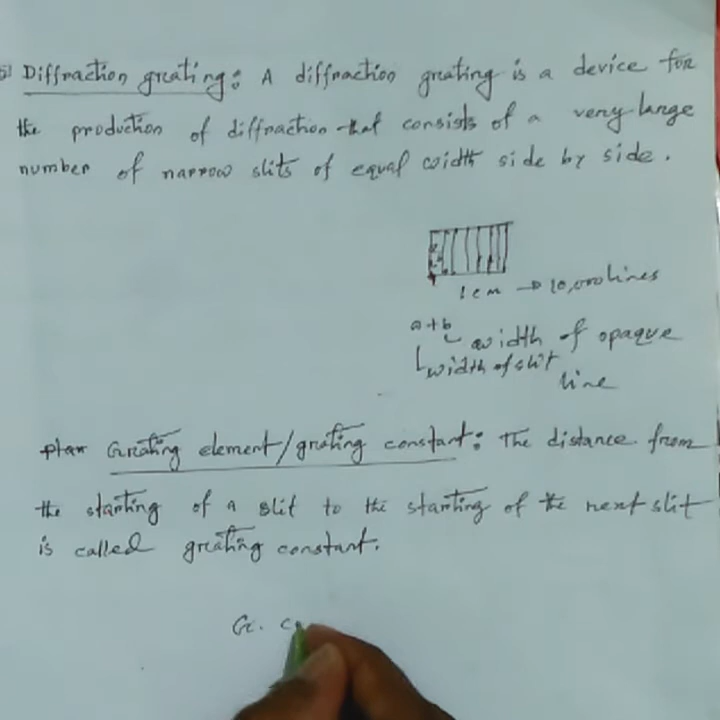 Diffraction grating: A diffraction grating is a device for
the production of diffraction that consists of a very large
number of narrow slits of equal width side by side.
1 cm → 10,000 lines
a+b
width of opaque
width of slit
line
Grating element/grating constant: The distance from
the starting of a slit to the starting of the next slit
is called grating constant.
G. c